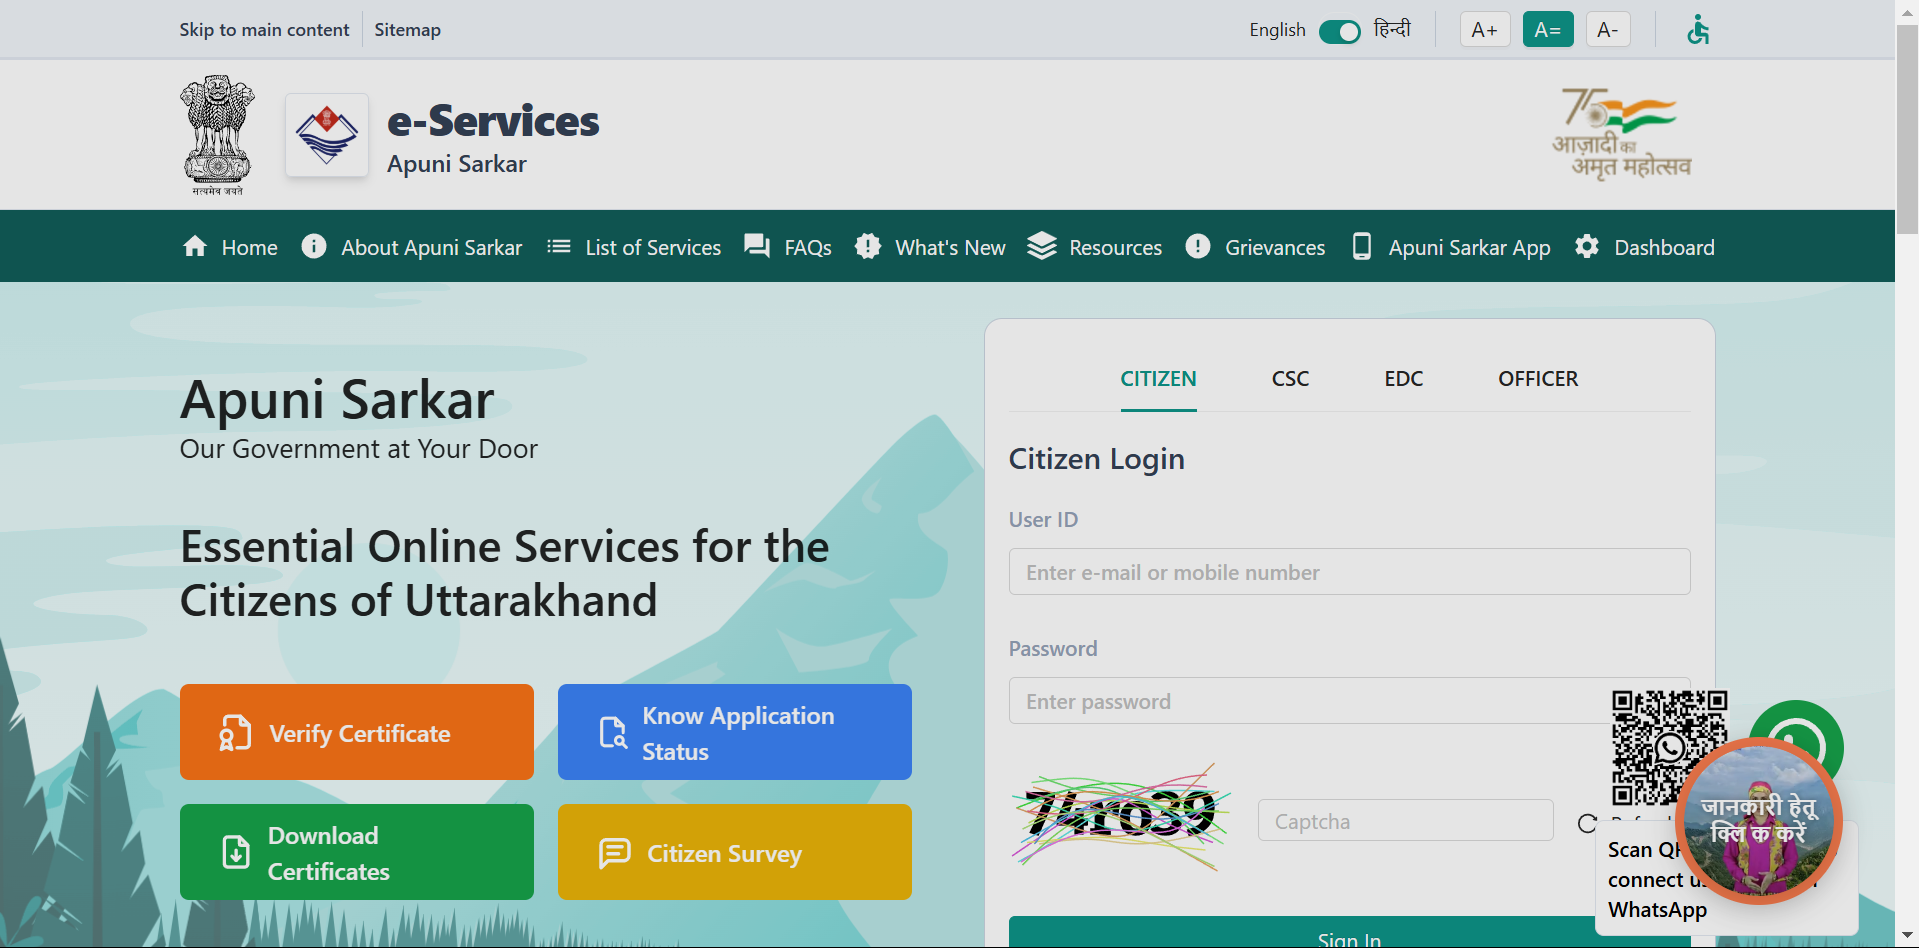 Skip to main content
Sitemap
English
हिन्दी
A+
A=
A-
सत्यमेव जयते
e-Services
Apuni Sarkar
75
आज़ादी का
अमृत महोत्सव
Home
About Apuni Sarkar
List of Services
FAQs
What's New
Resources
Grievances
Apuni Sarkar App
Dashboard
Apuni Sarkar
Our Government at Your Door
Essential Online Services for the
Citizens of Uttarakhand
Verify Certificate
Know Application
Status
Download
Certificates
Citizen Survey
CITIZEN
CSC
EDC
OFFICER
Citizen Login
User ID
Enter e-mail or mobile number
Password
Enter password
Captcha
Sign In
Scan
connect
WhatsApp
जानकारी हेतू
क्लि क करें